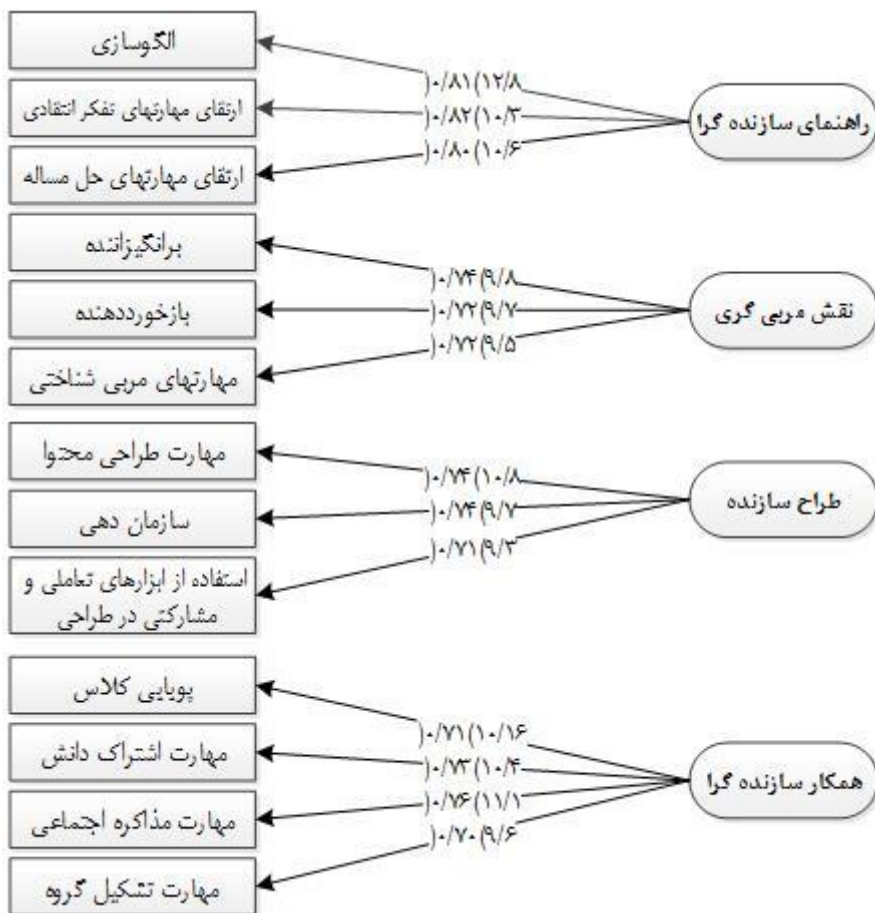 راهنمای سازنده گرا
الگوسازی
ارتقای مهارتهای تفکر انتقادی
ارتقای مهارتهای حل مساله
)۰/۸۱(۱۲/۸
)۰/۸۲(۱۰/۳
)۰/۸۰(۱۰/۶
نقش مربی گری
برانگیزاننده
بازخورددهنده
مهارتهای مربی شناختی
)۰/۷۴(۹/۸
)۰/۷۲(۹/۷
)۰/۷۲(۹/۵
طراح سازنده
مهارت طراحی محتوا
سازمان دهی
استفاده از ابزارهای تعاملی و
مشارکتی در طراحی
)۰/۷۴(۱۰/۸
)۰/۷۴(۹/۷
)۰/۷۱(۹/۳
همکار سازنده گرا
پویایی کلاس
مهارت اشتراک دانش
مهارت مذاکره اجتماعی
مهارت تشکیل گروه
)۰/۷۱(۱۰/۱۶
)۰/۷۳(۱۰/۴
)۰/۷۶(۱۱/۱
)۰/۷۰(۹/۶